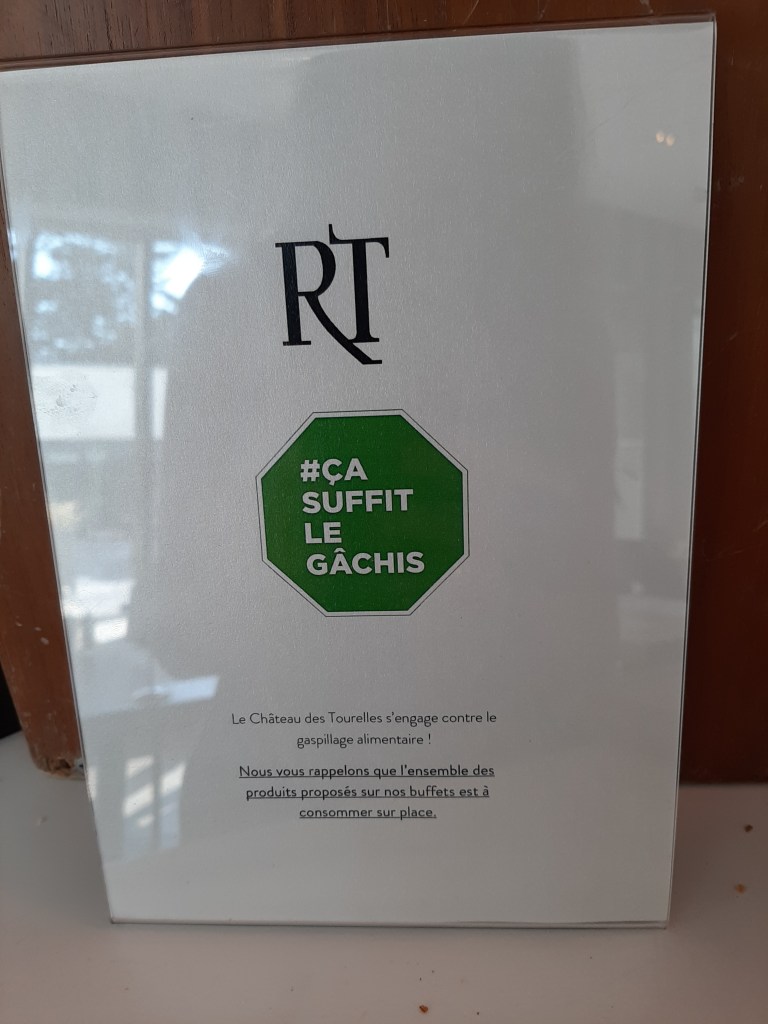 RT
#ÇA
SUFFIT
LE
GÂCHIS
Le Château des Tourelles s'engage contre le
gaspillage alimentaire !
Nous vous rappelons que l'ensemble des
produits proposés sur nos buffets est à
consommer sur place.